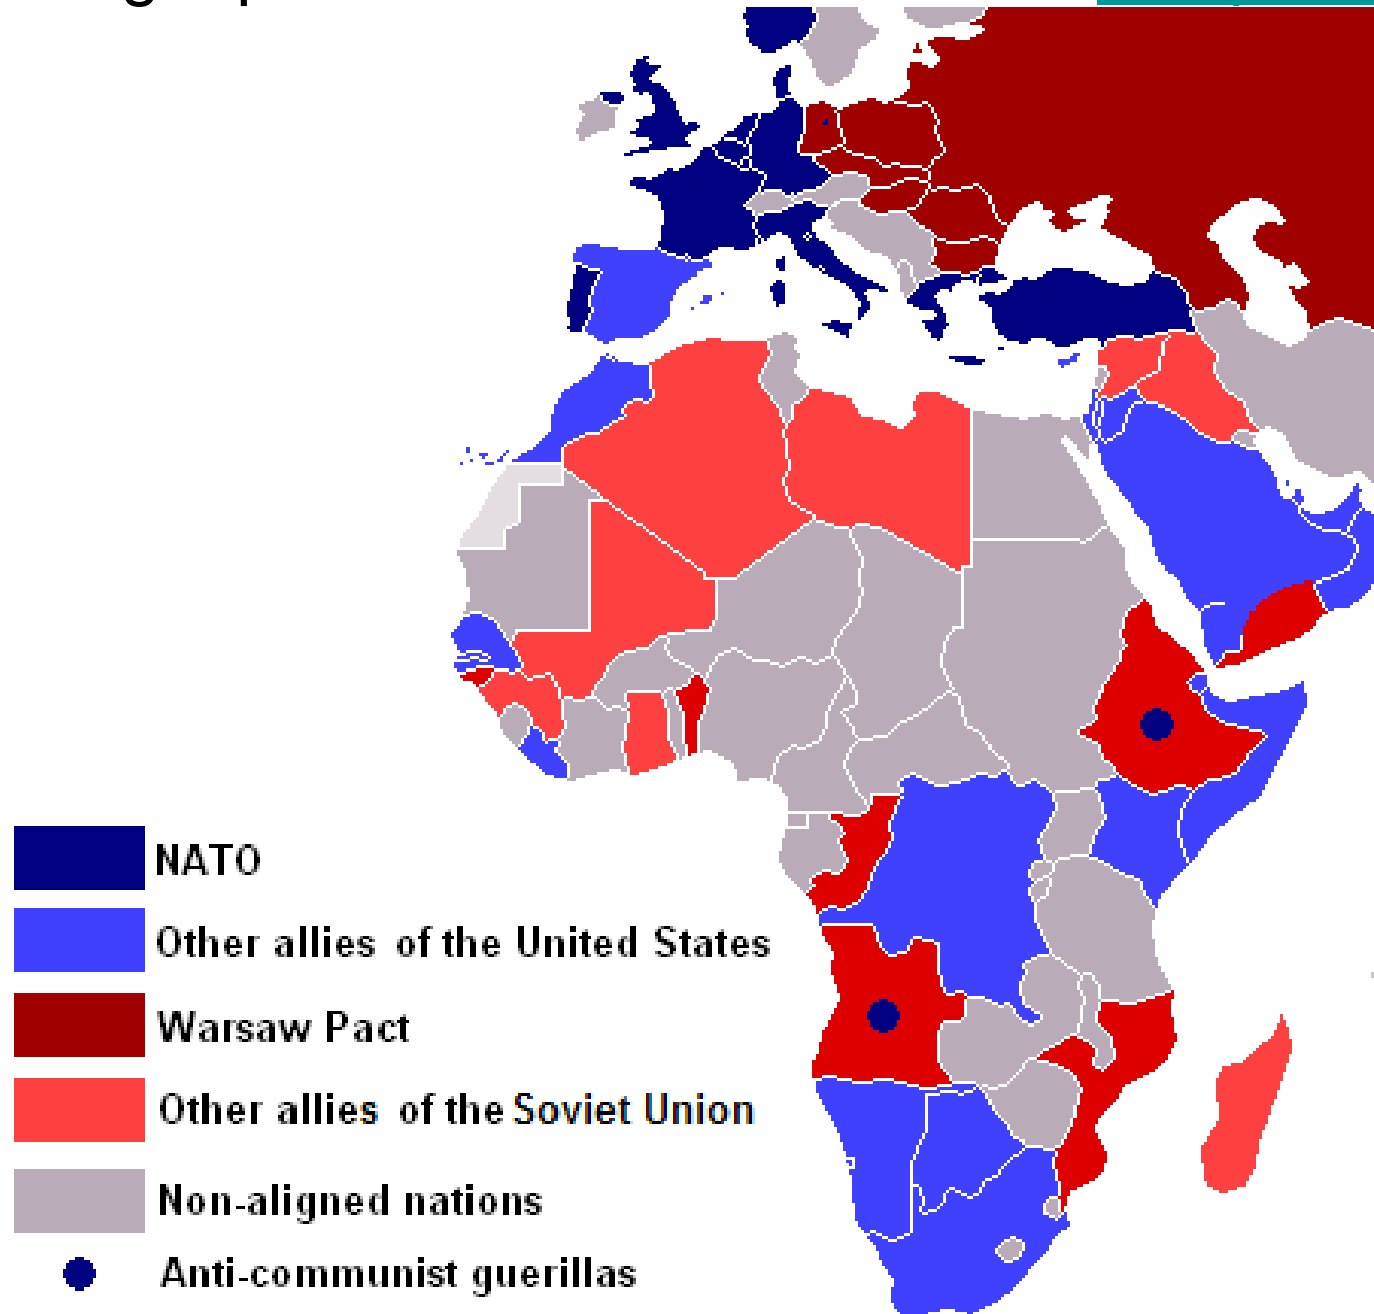 NATO
Other allies of the United States
Warsaw Pact
Other allies of the Soviet Union
Non-aligned nations
Anti-communist guerillas